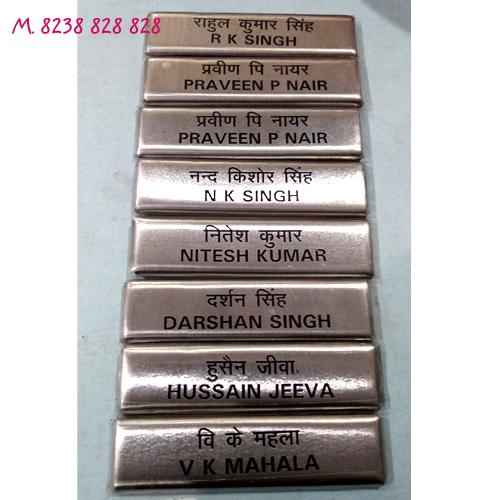 M. 8238 828 828
राहुल कुमार सिंह
R K SINGH
प्रवीण पि नायर
PRAVEEN P NAIR
प्रवीण पि नायर
PRAVEEN P NAIR
नन्द किशोर सिंह
N K SINGH
नितेश कुमार
NITESH KUMAR
दर्शन सिंह
DARSHAN SINGH
हुसैन जीवा
HUSSAIN JEEVA
वि के महला
V K MAHALA